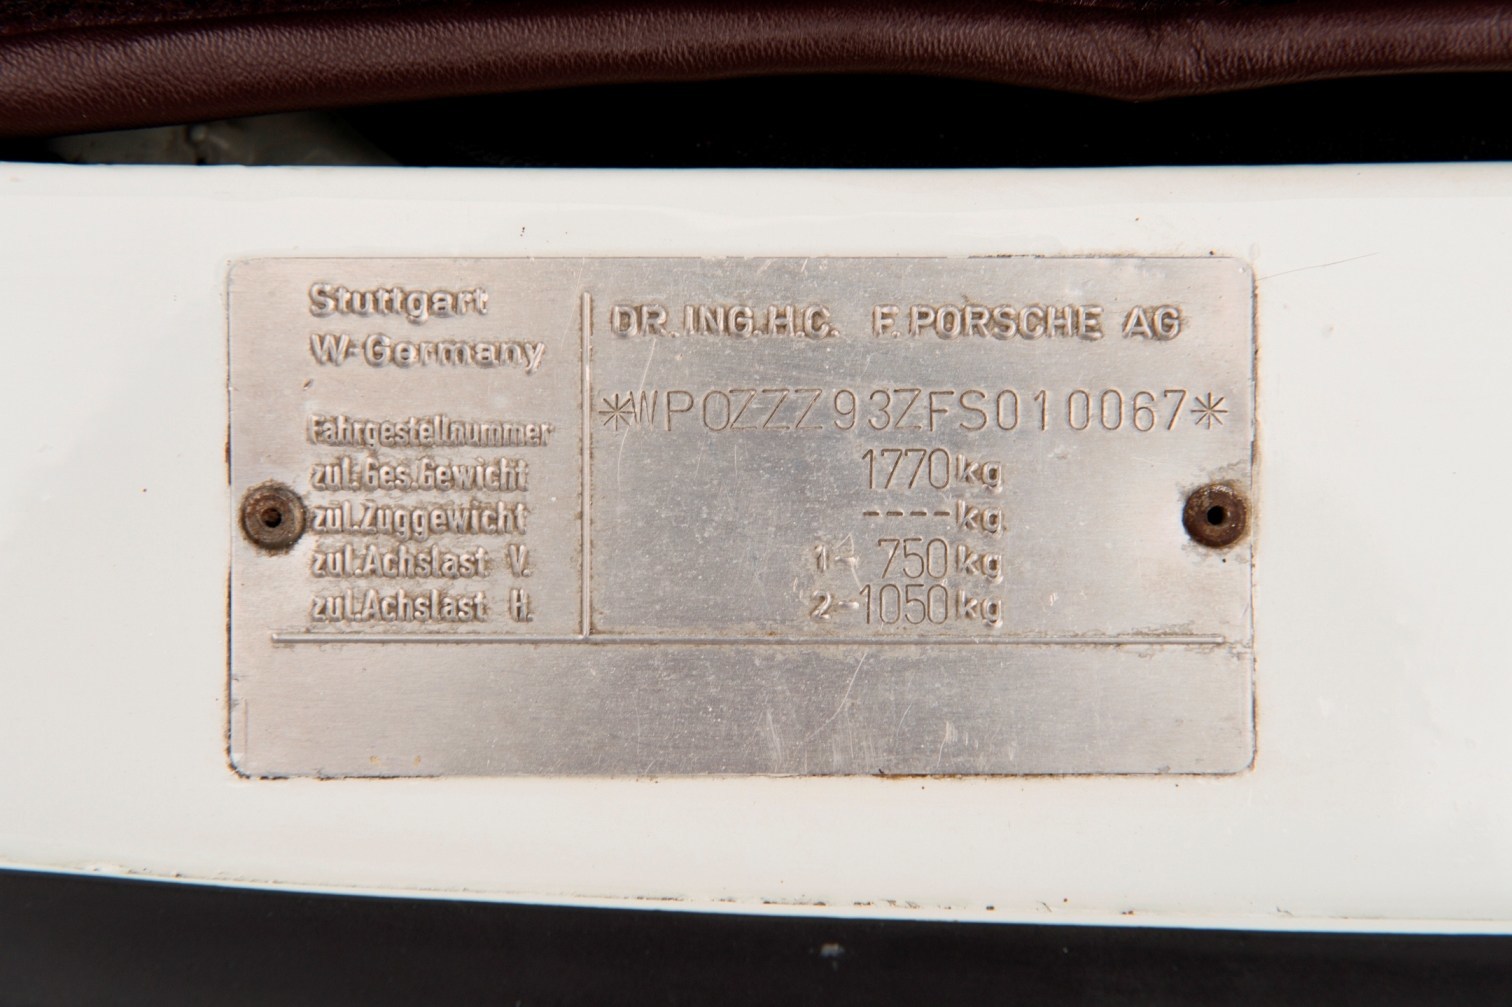 Stuttgart
W-Germany
DR.ING.H.C. F.PORSCHE AG
Fahrgestellnummer *WP0ZZZ93ZFS010067*
zul.Ges.Gewicht 1770kg
zul.Zuggewicht ----kg
zul.Achslast V. 1- 750kg
zul.Achslast H. 2-1050kg